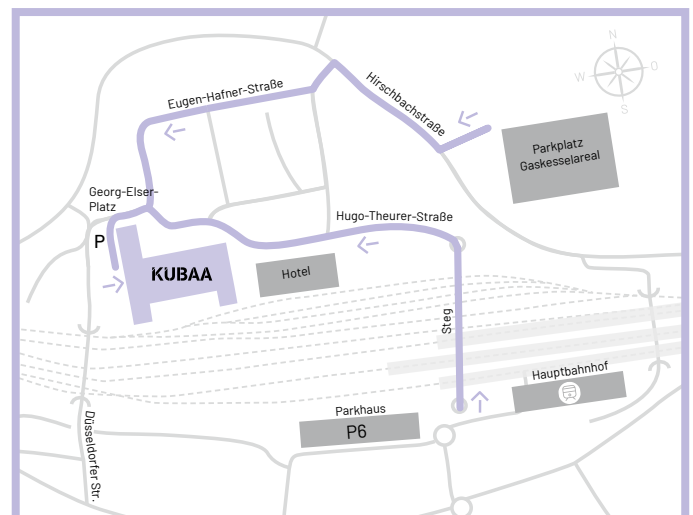 N
W
O
S
Eugen-Hafner-Straße
Hirschbachstraße
Parkplatz
Gaskesselareal
Georg-Elser-
Platz
P
Hugo-Theurer-Straße
KUBAA
Hotel
Steg
Hauptbahnhof
Parkhaus
P6
Düsseldorfer Str.